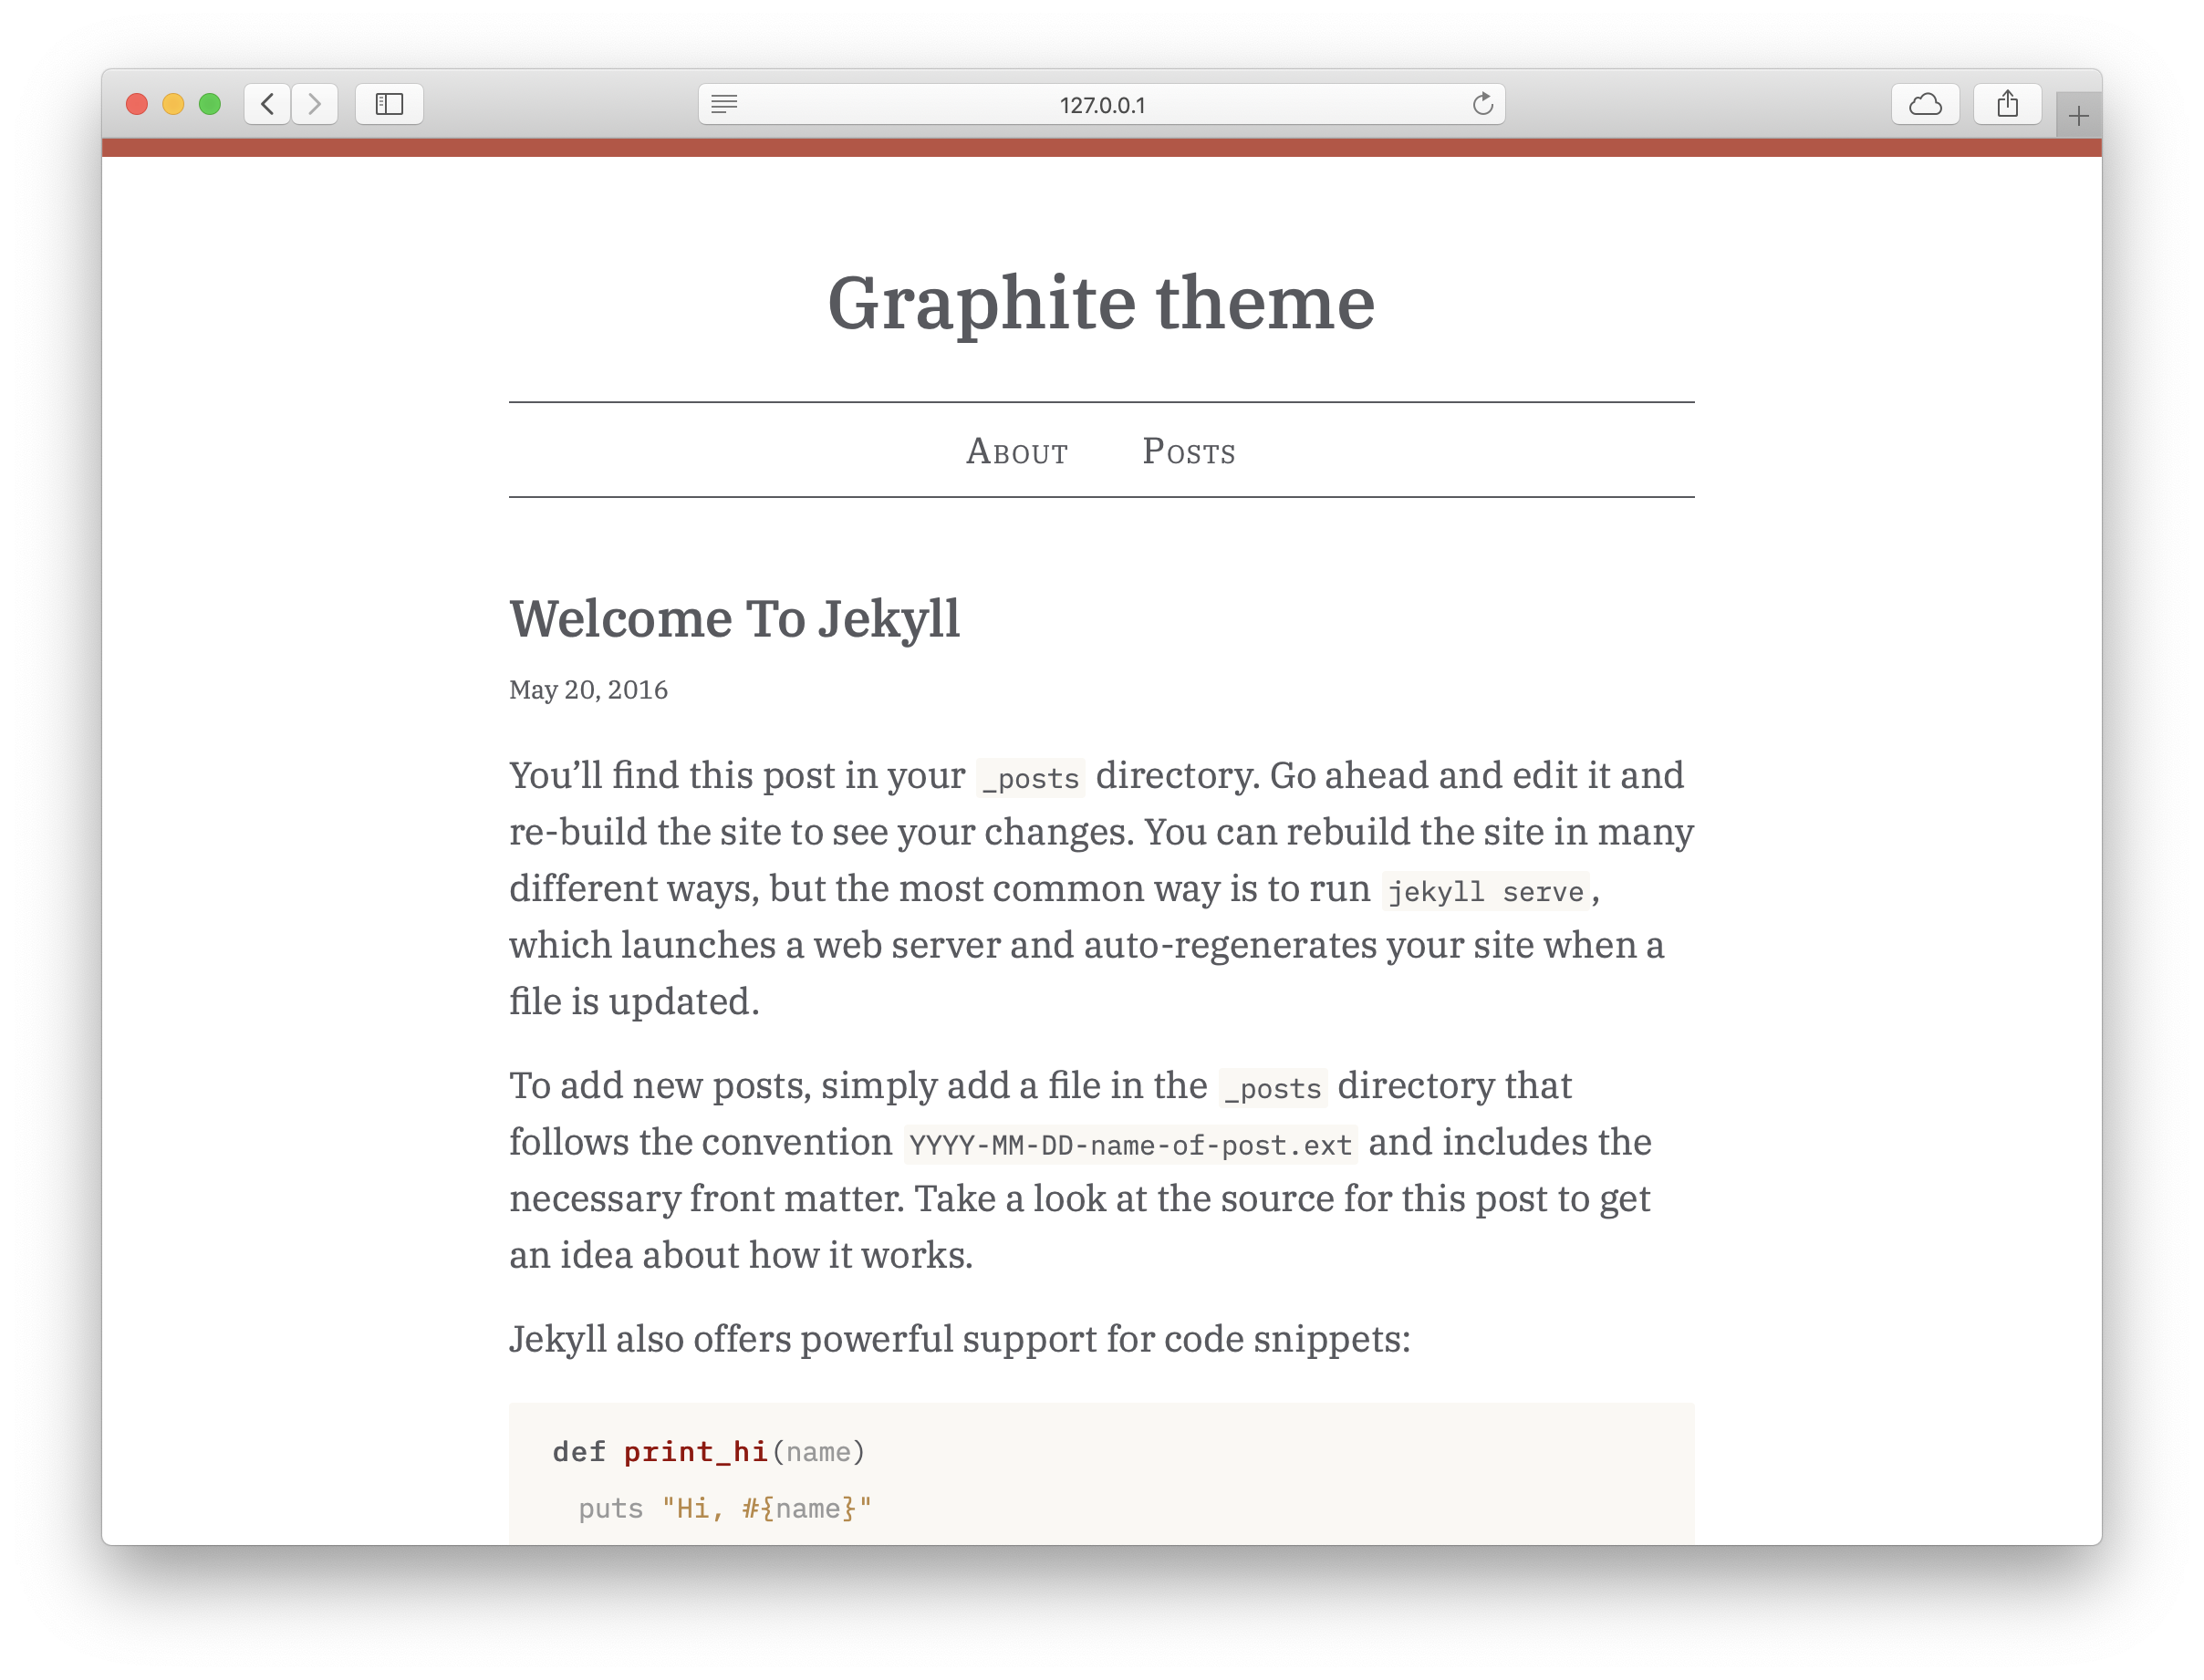 127.0.0.1
Graphite theme
About Posts
Welcome To Jekyll
May 20, 2016
You’ll find this post in your _posts directory. Go ahead and edit it and
re-build the site to see your changes. You can rebuild the site in many
different ways, but the most common way is to run jekyll serve,
which launches a web server and auto-regenerates your site when a
file is updated.
To add new posts, simply add a file in the _posts directory that
follows the convention YYYY-MM-DD-name-of-post.ext and includes the
necessary front matter. Take a look at the source for this post to get
an idea about how it works.
Jekyll also offers powerful support for code snippets:
def print_hi(name)
  puts "Hi, #{name}"